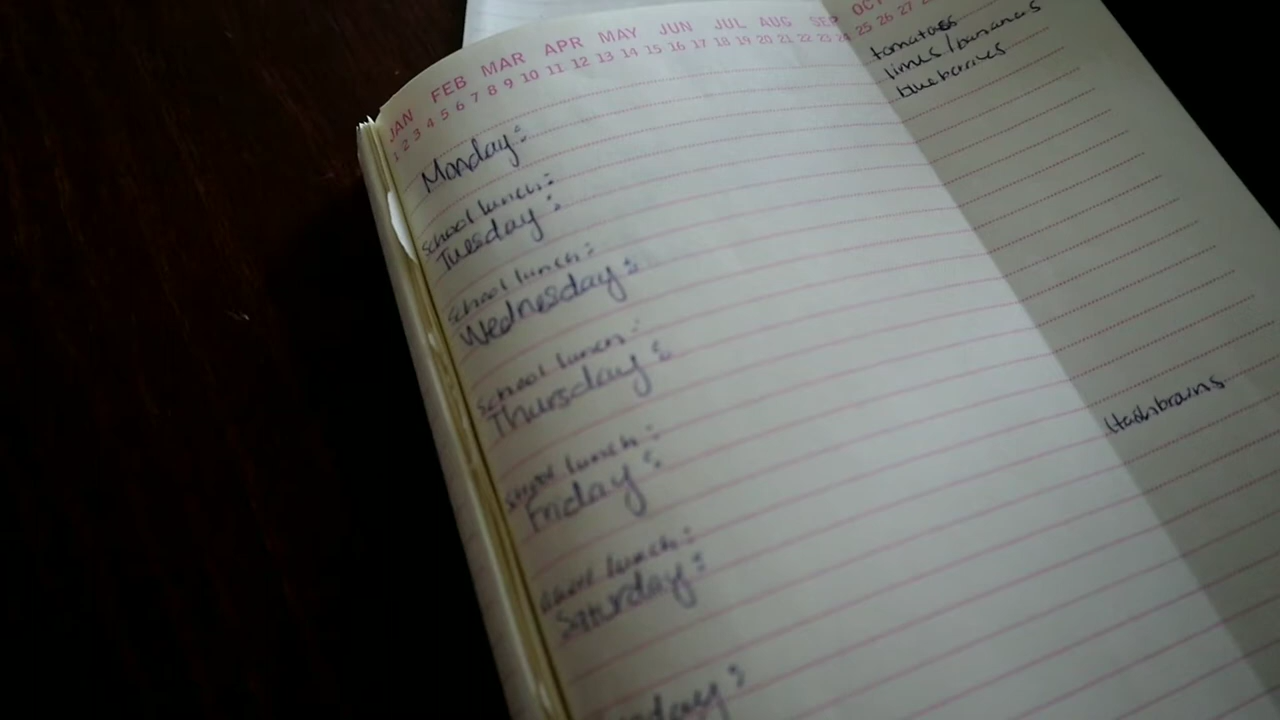 JAN FEB MAR APR MAY JUN JUL AUG SEP OCT
1 2 3 4 5 6 7 8 9 10 11 12 13 14 15 16 17 18 19 20 21 22 23 24 25 26 27
Monday:
school lunch:
Tuesday:
school lunch:
Wednesday:
school lunch:
Thursday:
school lunch:
Friday:
school lunch:
Saturday:
tomatoes
limes/bananas
blueberries
Hashbrowns